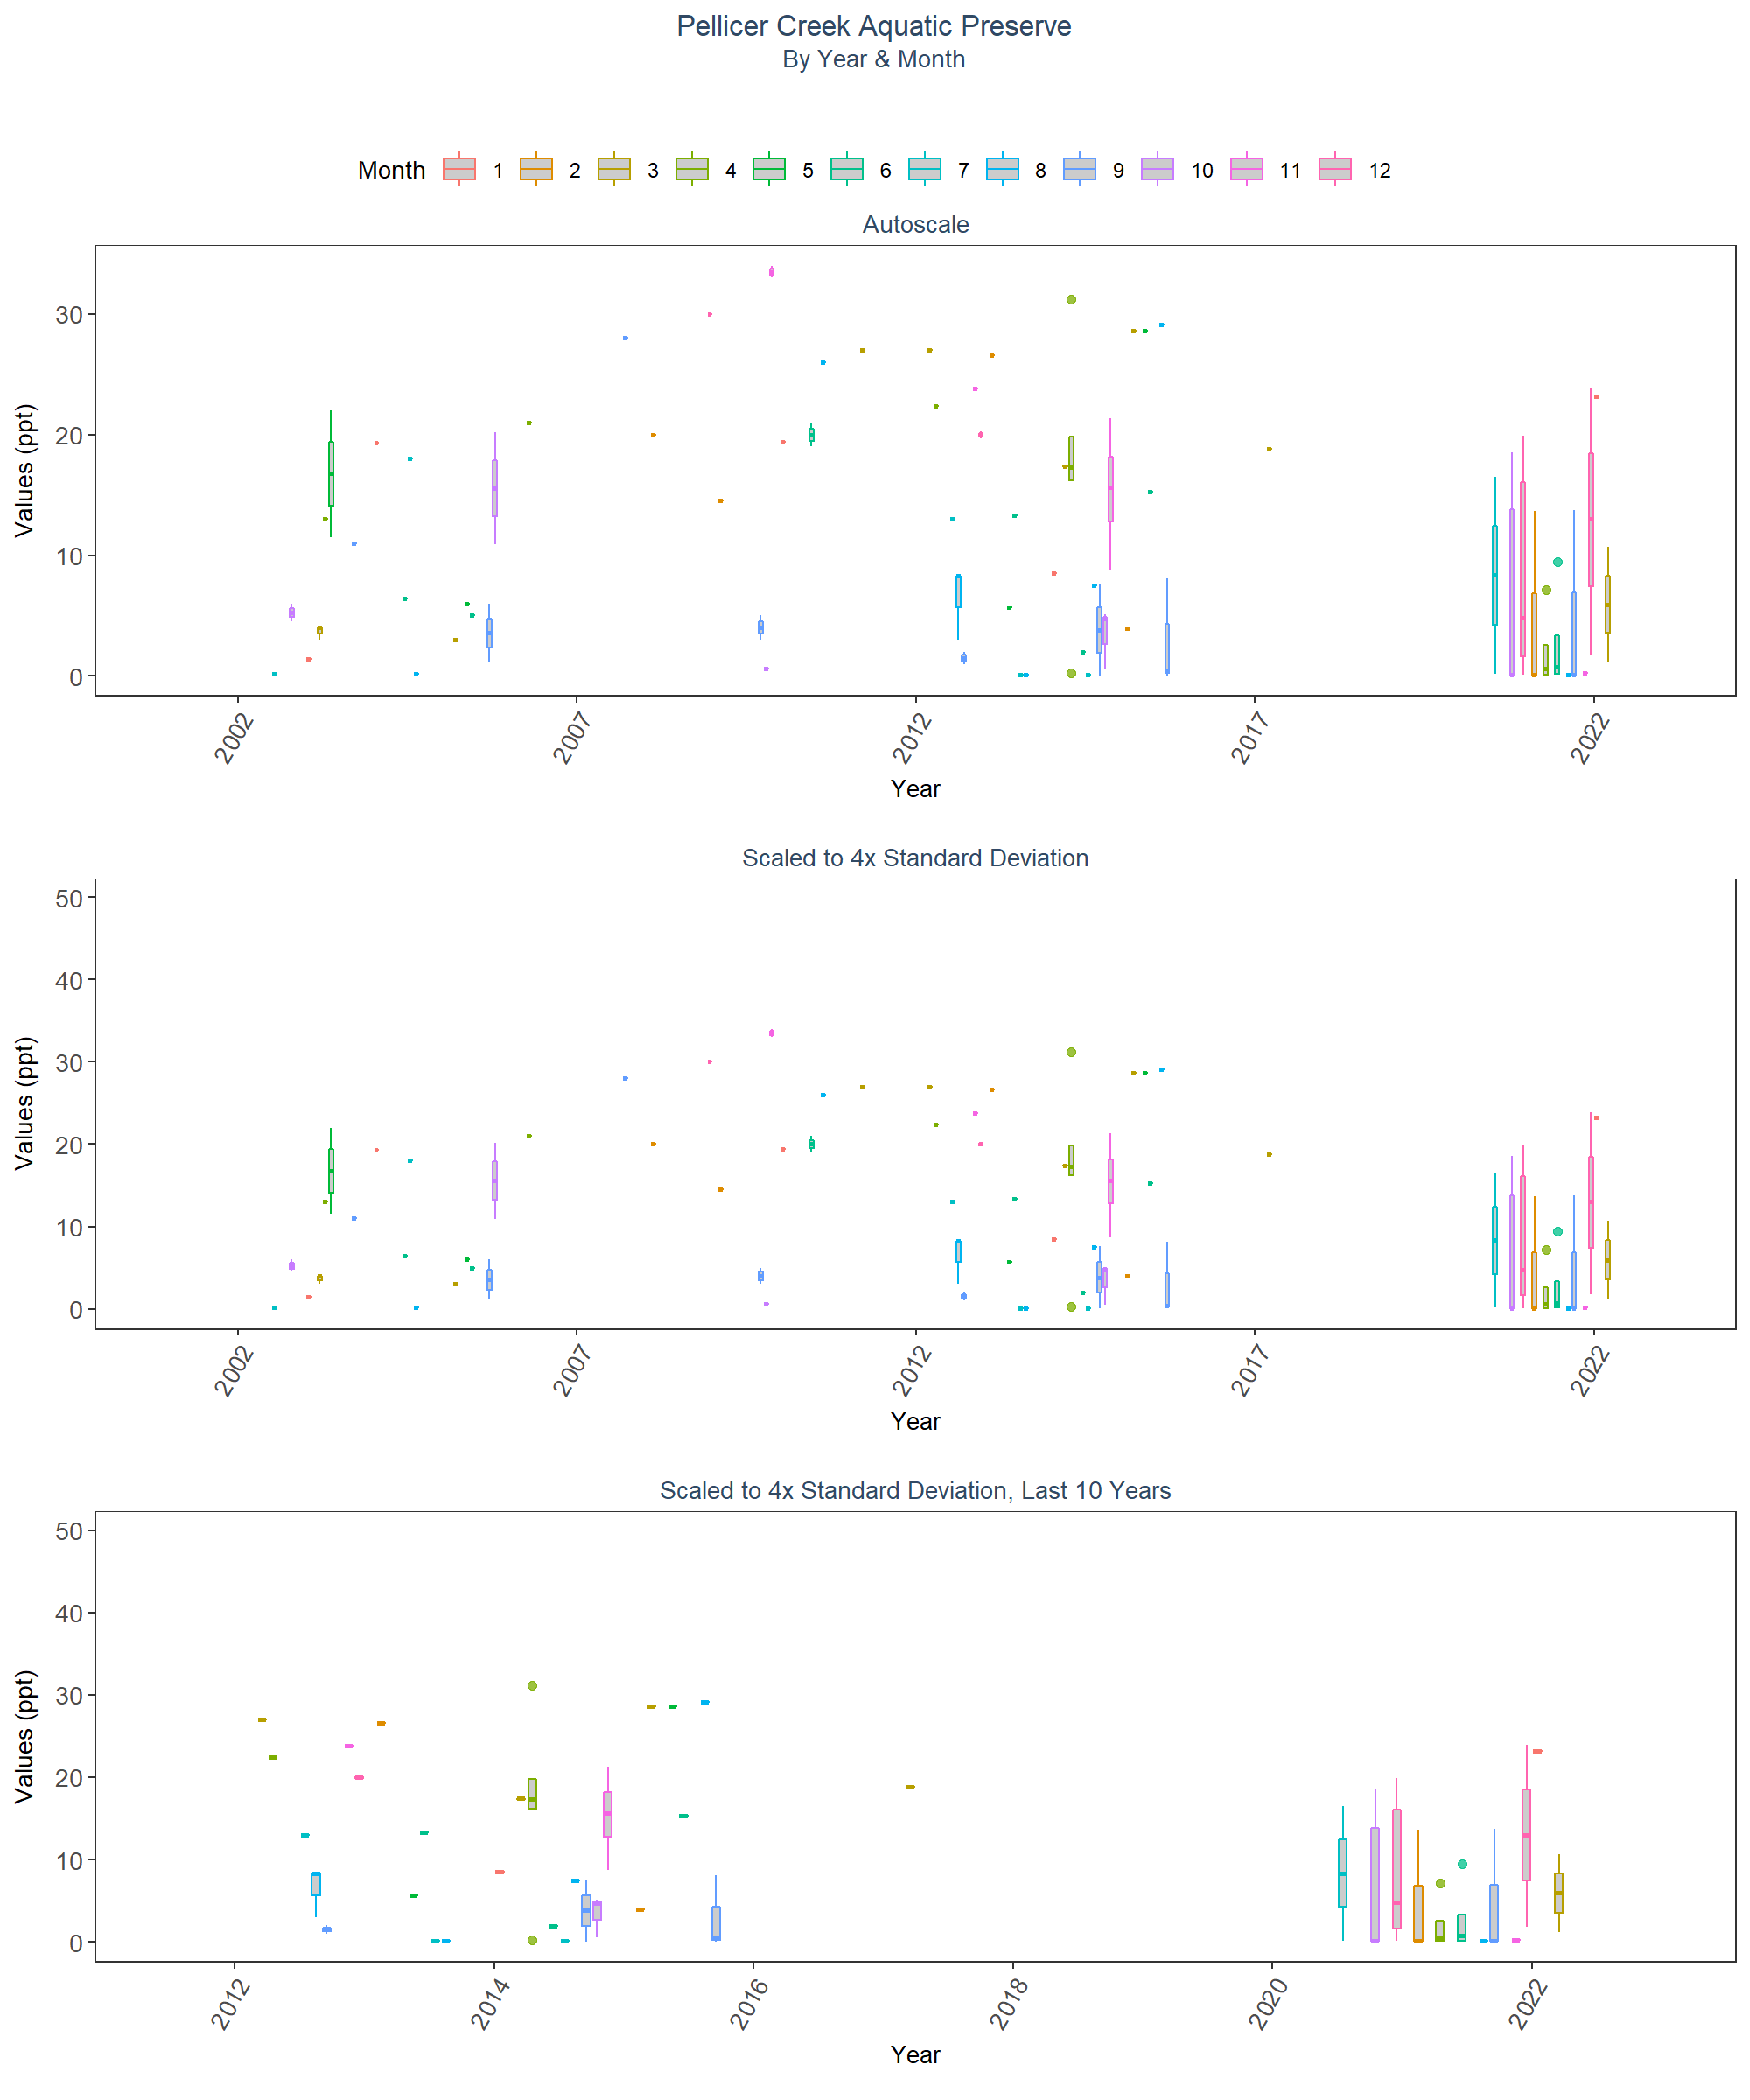 Pellicer Creek Aquatic Preserve
By Year & Month
Month 1 2 3 4 5 6 7 8 9 10 11 12
Autoscale
Values (ppt)
30
20
10
0
2002 2007 2012 2017 2022
Year
Scaled to 4x Standard Deviation
Values (ppt)
50
40
30
20
10
0
2002 2007 2012 2017 2022
Year
Scaled to 4x Standard Deviation, Last 10 Years
Values (ppt)
50
40
30
20
10
0
2012 2014 2016 2018 2020 2022
Year